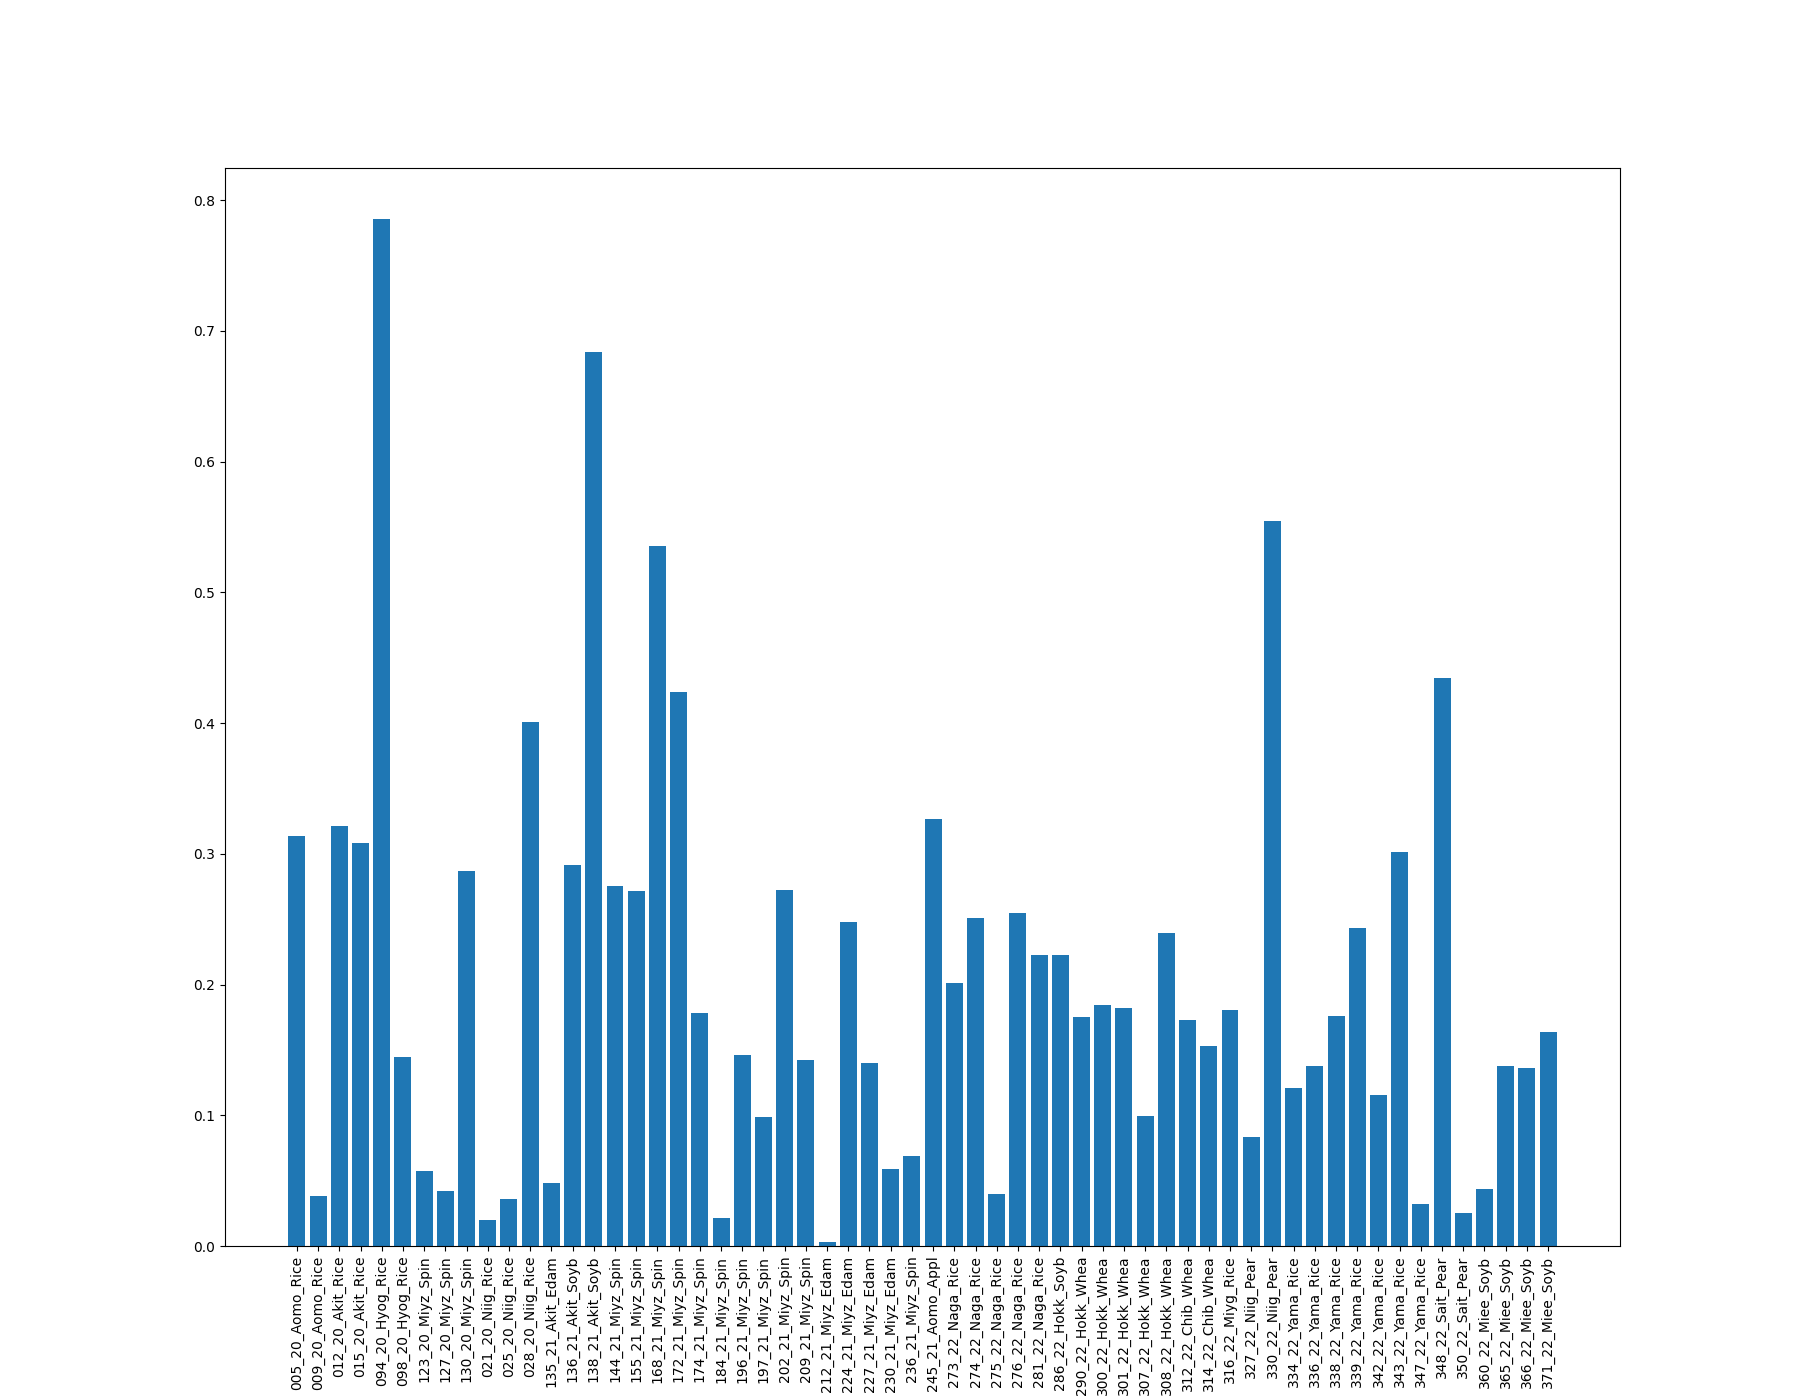 0.8
0.7
0.6
0.5
0.4
0.3
0.2
0.1
0.0
005_20_Aomo_Rice
009_20_Aomo_Rice
012_20_Akit_Rice
015_20_Akit_Rice
094_20_Hyog_Rice
098_20_Hyog_Rice
123_20_Miyz_Spin
127_20_Miyz_Spin
130_20_Miyz_Spin
021_20_Niig_Rice
025_20_Niig_Rice
028_20_Niig_Rice
135_21_Akit_Edam
136_21_Akit_Soyb
138_21_Akit_Soyb
144_21_Miyz_Spin
155_21_Miyz_Spin
168_21_Miyz_Spin
172_21_Miyz_Spin
174_21_Miyz_Spin
184_21_Miyz_Spin
196_21_Miyz_Spin
197_21_Miyz_Spin
202_21_Miyz_Spin
209_21_Miyz_Spin
212_21_Miyz_Edam
224_21_Miyz_Edam
227_21_Miyz_Edam
230_21_Miyz_Edam
236_21_Miyz_Spin
245_21_Aomo_Appl
273_22_Naga_Rice
274_22_Naga_Rice
275_22_Naga_Rice
276_22_Naga_Rice
281_22_Naga_Rice
286_22_Hokk_Soyb
290_22_Hokk_Whea
300_22_Hokk_Whea
301_22_Hokk_Whea
307_22_Hokk_Whea
308_22_Hokk_Whea
312_22_Chib_Whea
314_22_Chib_Whea
316_22_Miyg_Rice
327_22_Niig_Pear
330_22_Niig_Pear
334_22_Yama_Rice
336_22_Yama_Rice
338_22_Yama_Rice
339_22_Yama_Rice
342_22_Yama_Rice
343_22_Yama_Rice
347_22_Yama_Rice
348_22_Sait_Pear
350_22_Sait_Pear
360_22_Miee_Soyb
365_22_Miee_Soyb
366_22_Miee_Soyb
371_22_Miee_Soyb